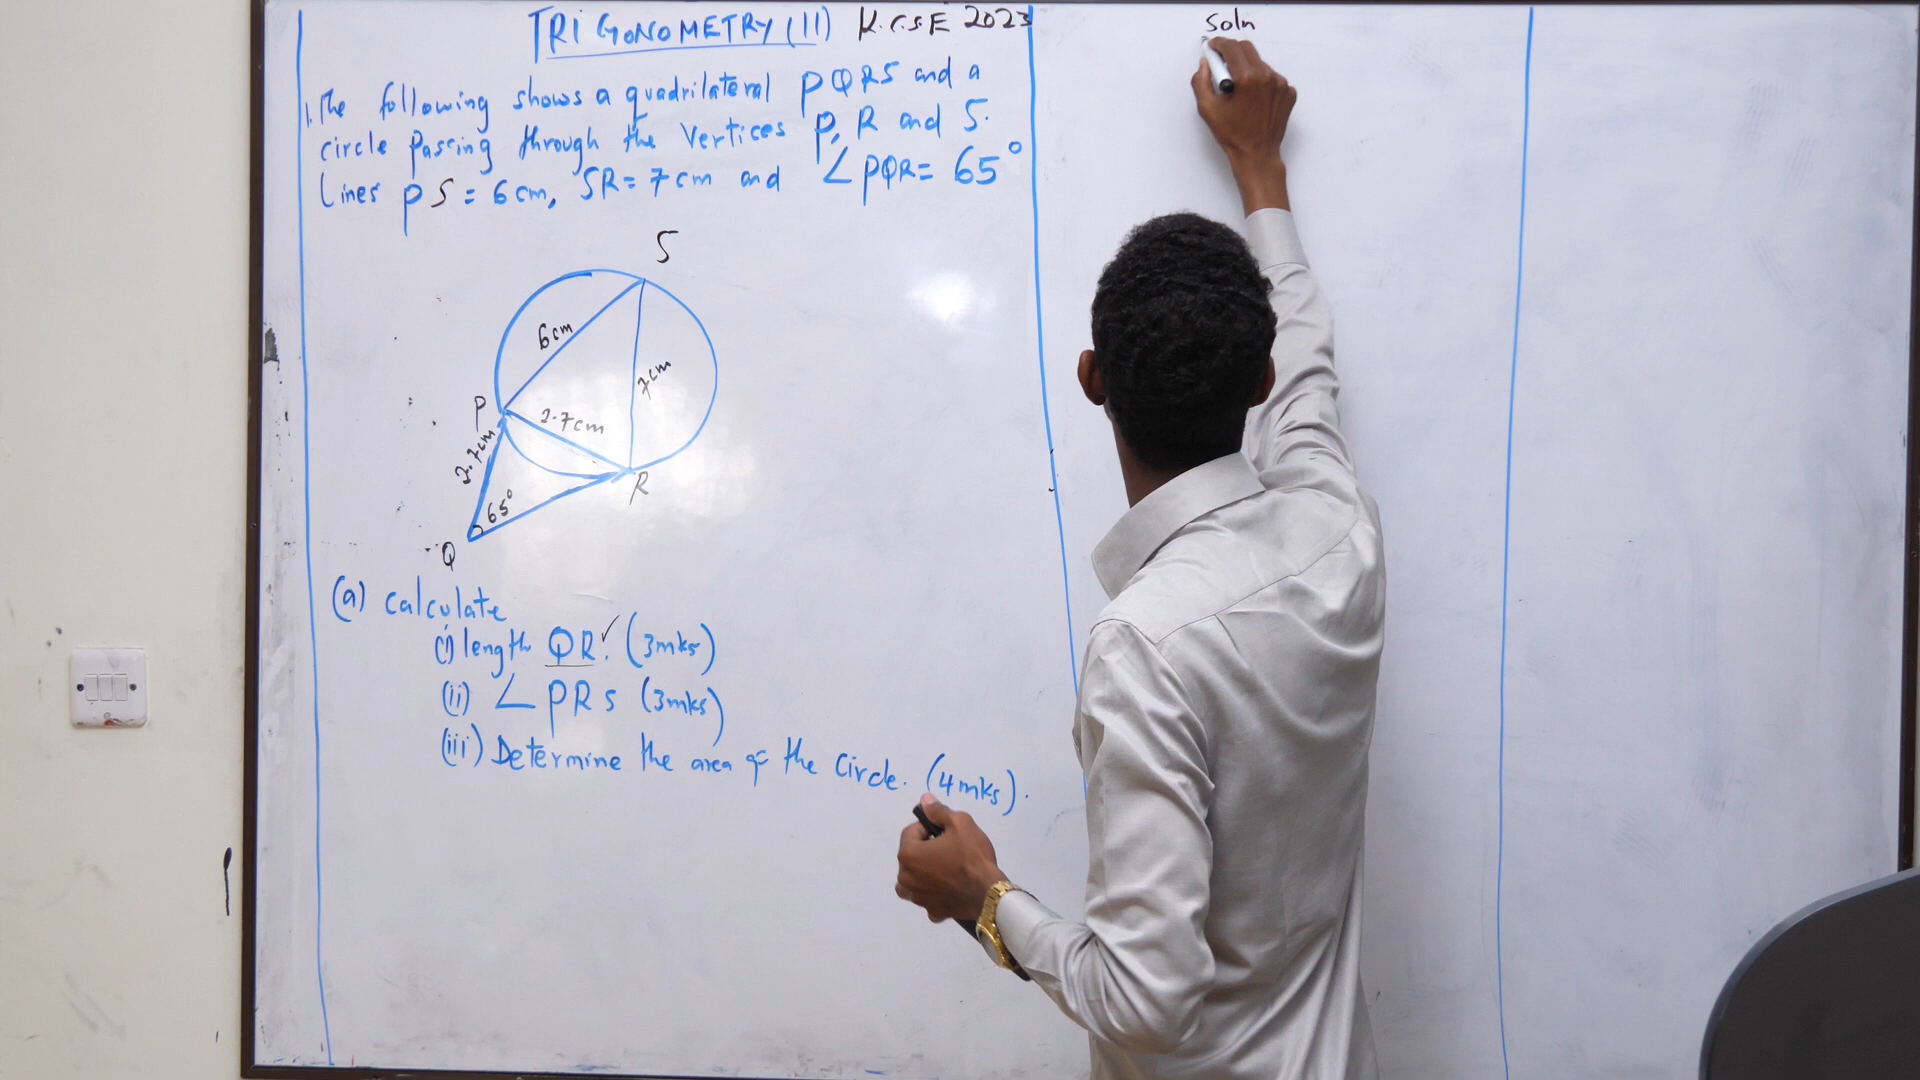 TRIGONOMETRY (II) K.C.S.E 2023
1. The following shows a quadrilateral PQRS and a
circle passing through the vertices P, R and S.
Lines PS = 6cm, SR = 7cm and ∠PQR = 65°
S
6cm
7cm
P
2.7cm
2.7cm
R
65°
Q
(a) Calculate
(i) length QR. ✓ (3mks)
(ii) ∠PRS (3mks)
(iii) Determine the area of the circle. (4mks).
Soln